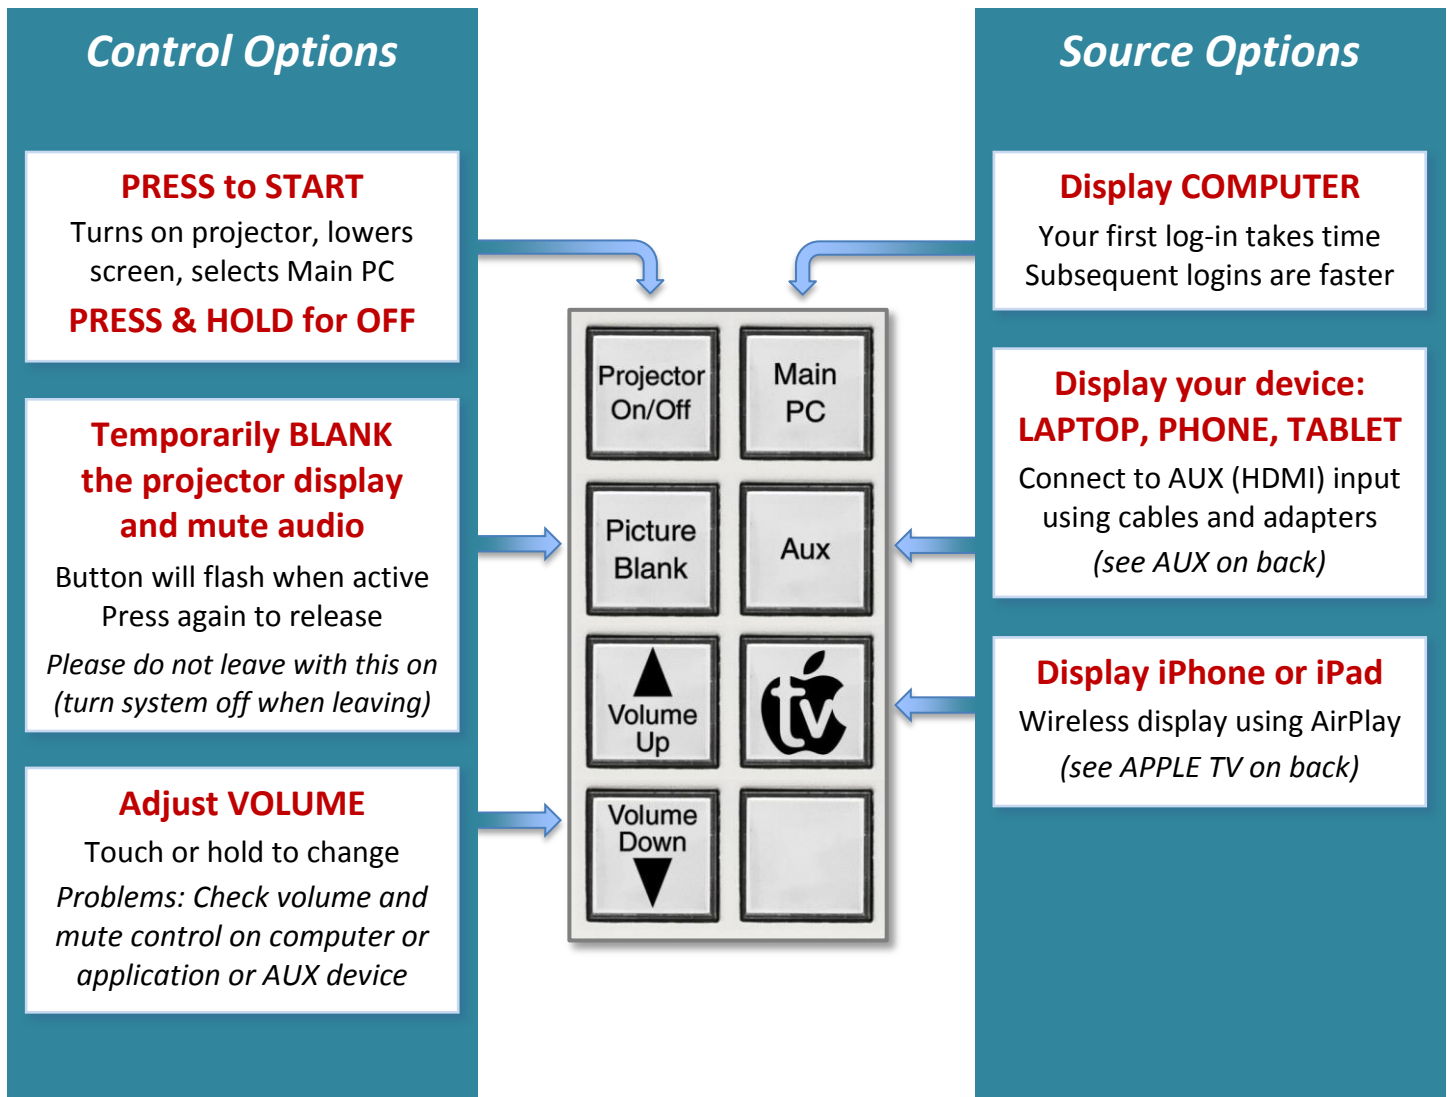 Control Options
PRESS to START
Turns on projector, lowers
screen, selects Main PC
PRESS & HOLD for OFF
Temporarily BLANK
the projector display
and mute audio
Button will flash when active
Press again to release
Please do not leave with this on
(turn system off when leaving)
Adjust VOLUME
Touch or hold to change
Problems: Check volume and
mute control on computer or
application or AUX device
Projector
On/Off
Main
PC
Picture
Blank
Aux
Volume
Up
tv
Volume
Down
Source Options
Display COMPUTER
Your first log-in takes time
Subsequent logins are faster
Display your device:
LAPTOP, PHONE, TABLET
Connect to AUX (HDMI) input
using cables and adapters
(see AUX on back)
Display iPhone or iPad
Wireless display using AirPlay
(see APPLE TV on back)